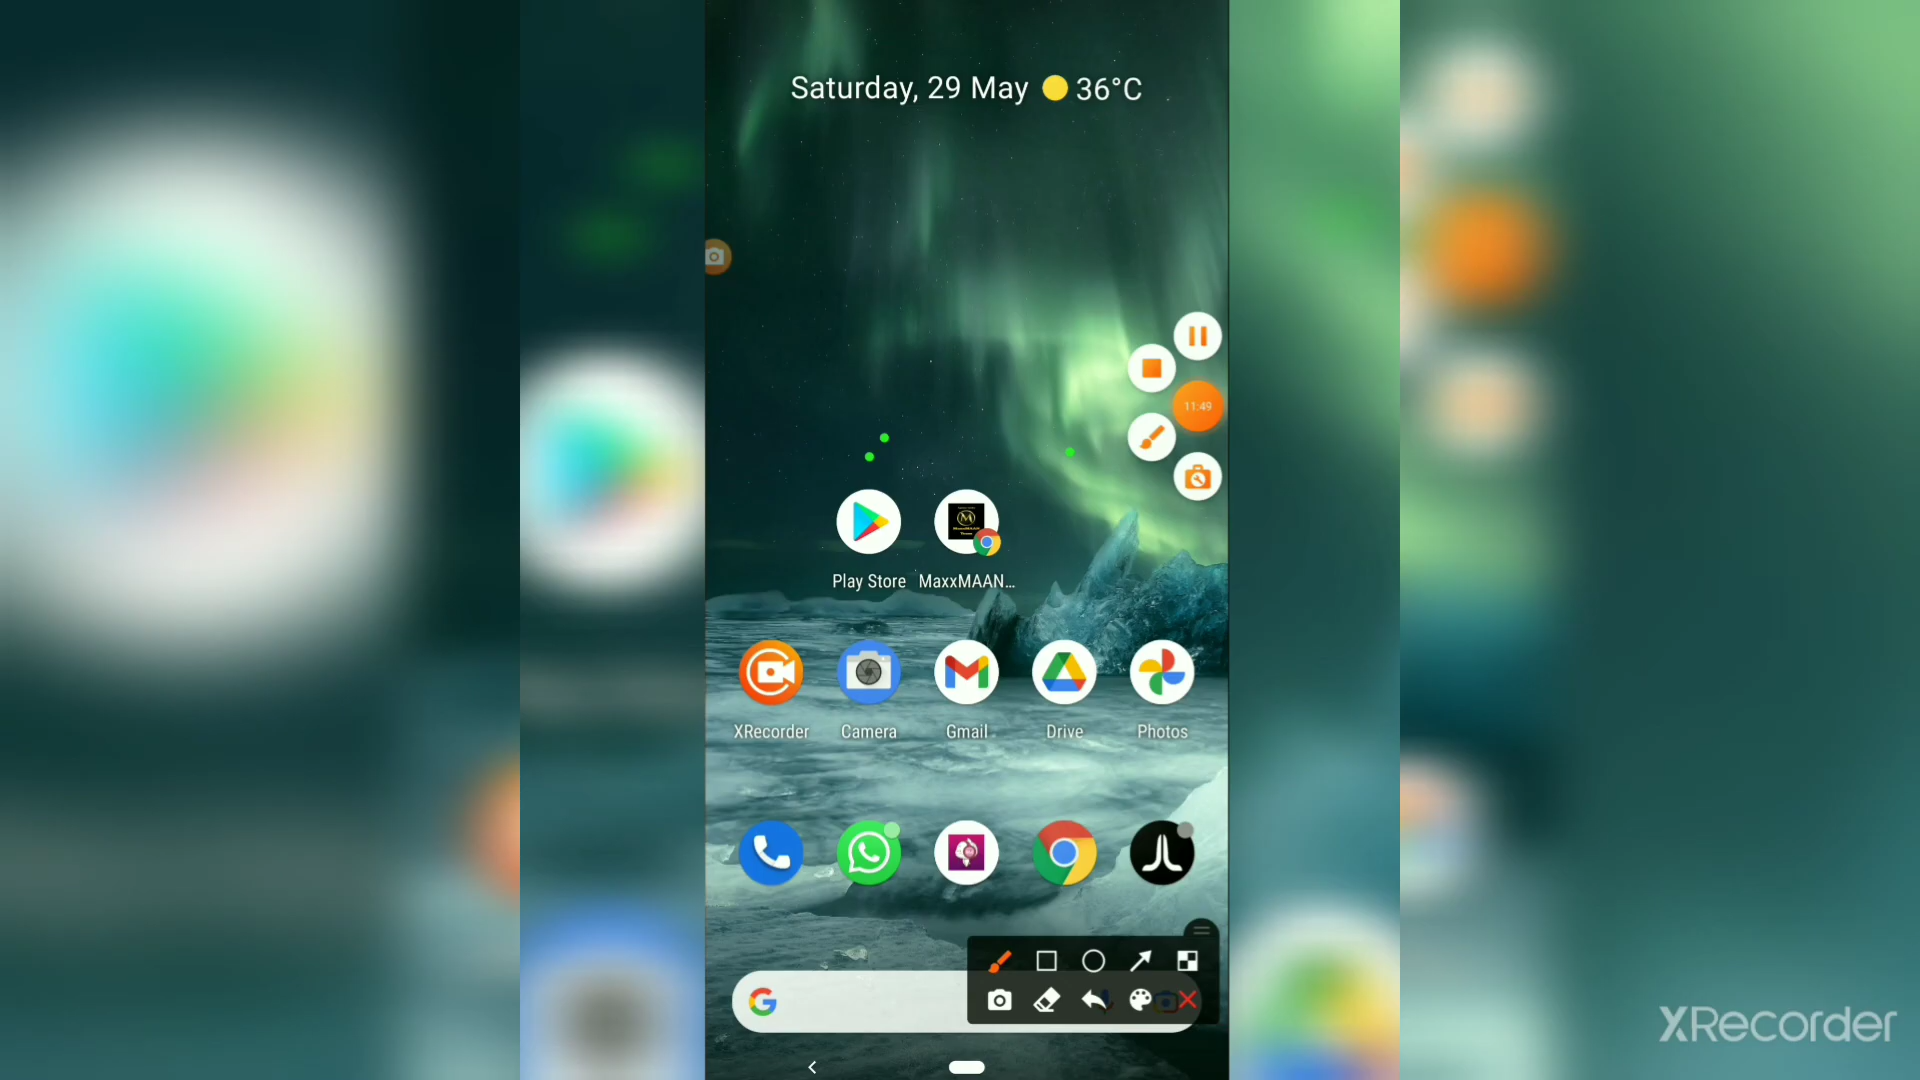 Saturday, 29 May 36°C
11:49
Play Store MaxxMAAN...
XRecorder Camera Gmail Drive Photos
XRecorder